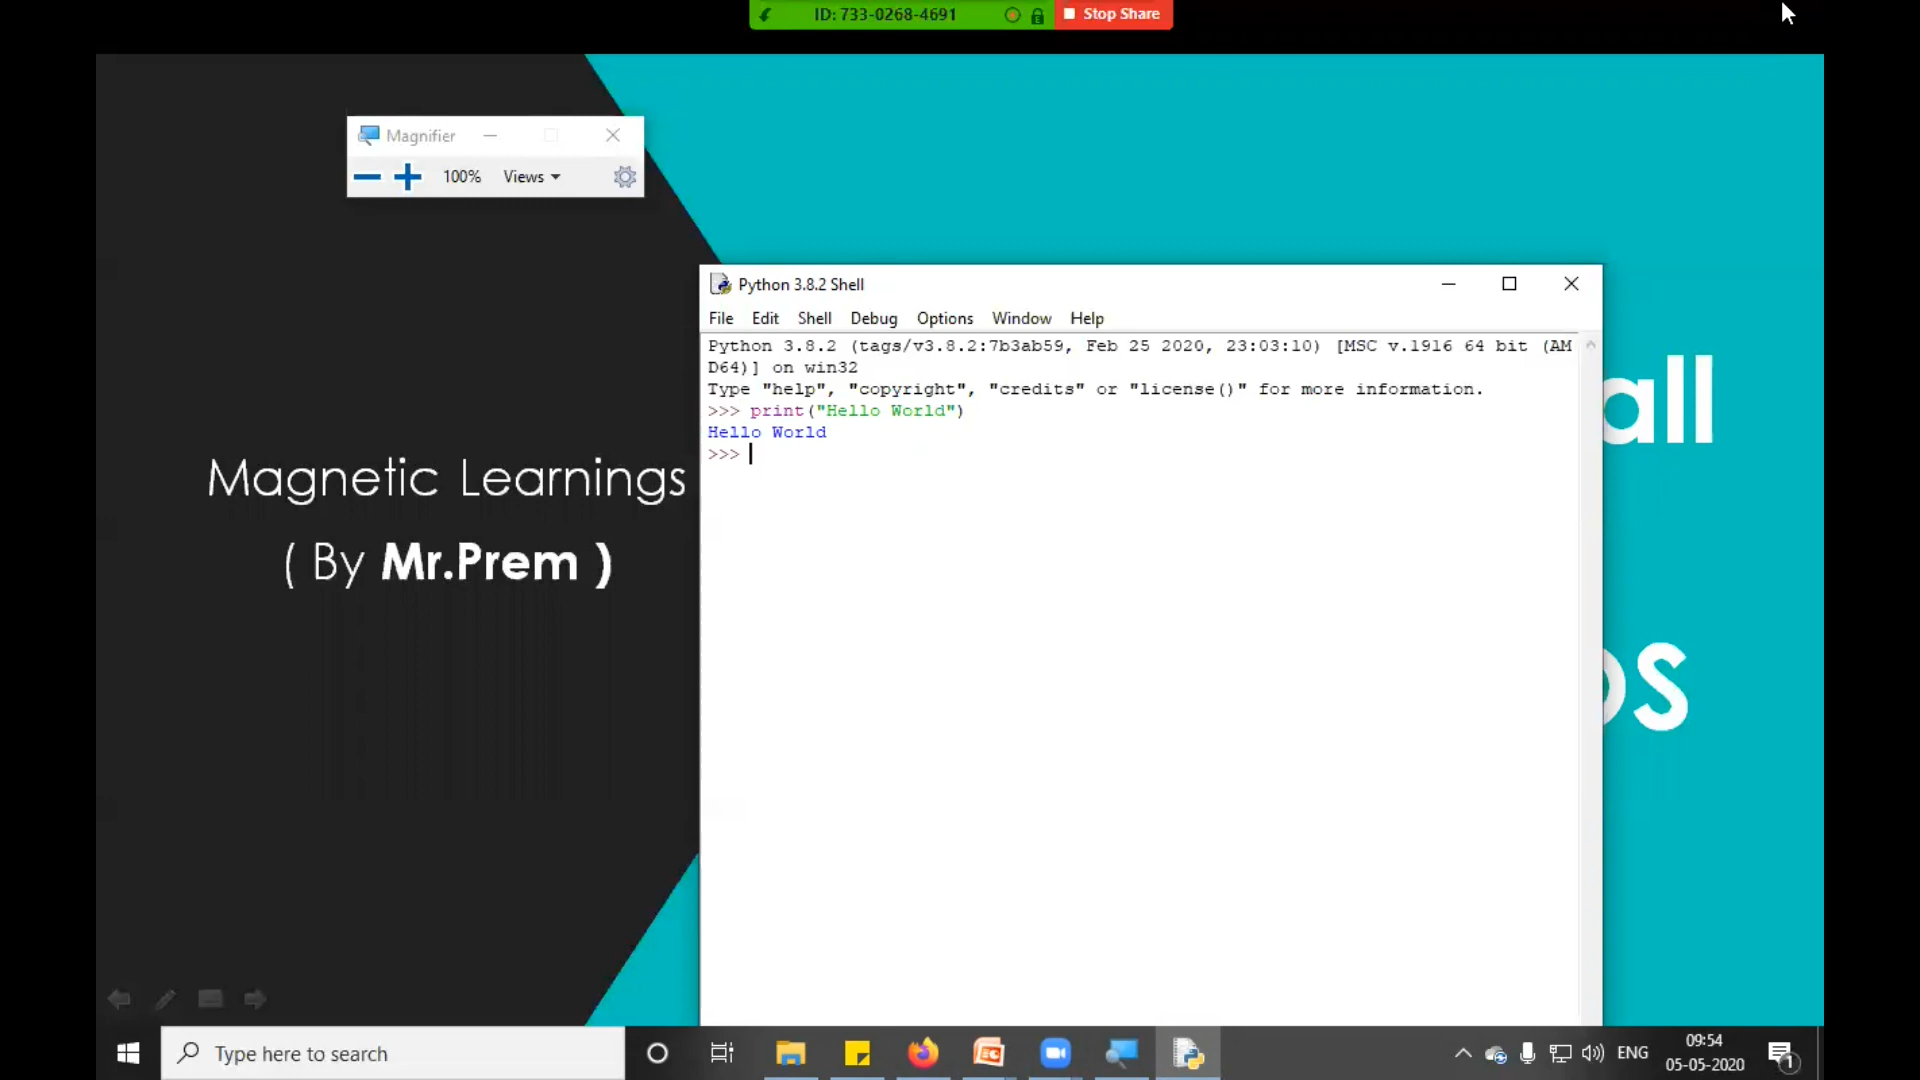 ID: 733-0268-4691 Stop Share
Magnifier
100% Views
Python 3.8.2 Shell
File Edit Shell Debug Options Window Help
Python 3.8.2 (tags/v3.8.2:7b3ab59, Feb 25 2020, 23:03:10) [MSC v.1916 64 bit (AM
D64)] on win32
Type "help", "copyright", "credits" or "license()" for more information.
>>> print("Hello World")
Hello World
>>>
all
Magnetic Learnings
( By Mr.Prem )
os
Type here to search
ENG
09:54
05-05-2020
1